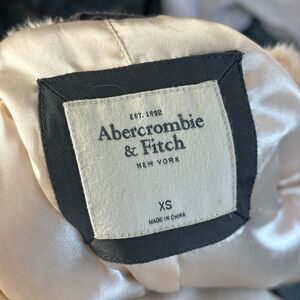 EST. 1892
Abercrombie
& Fitch
NEW YORK
XS
MADE IN CHINA